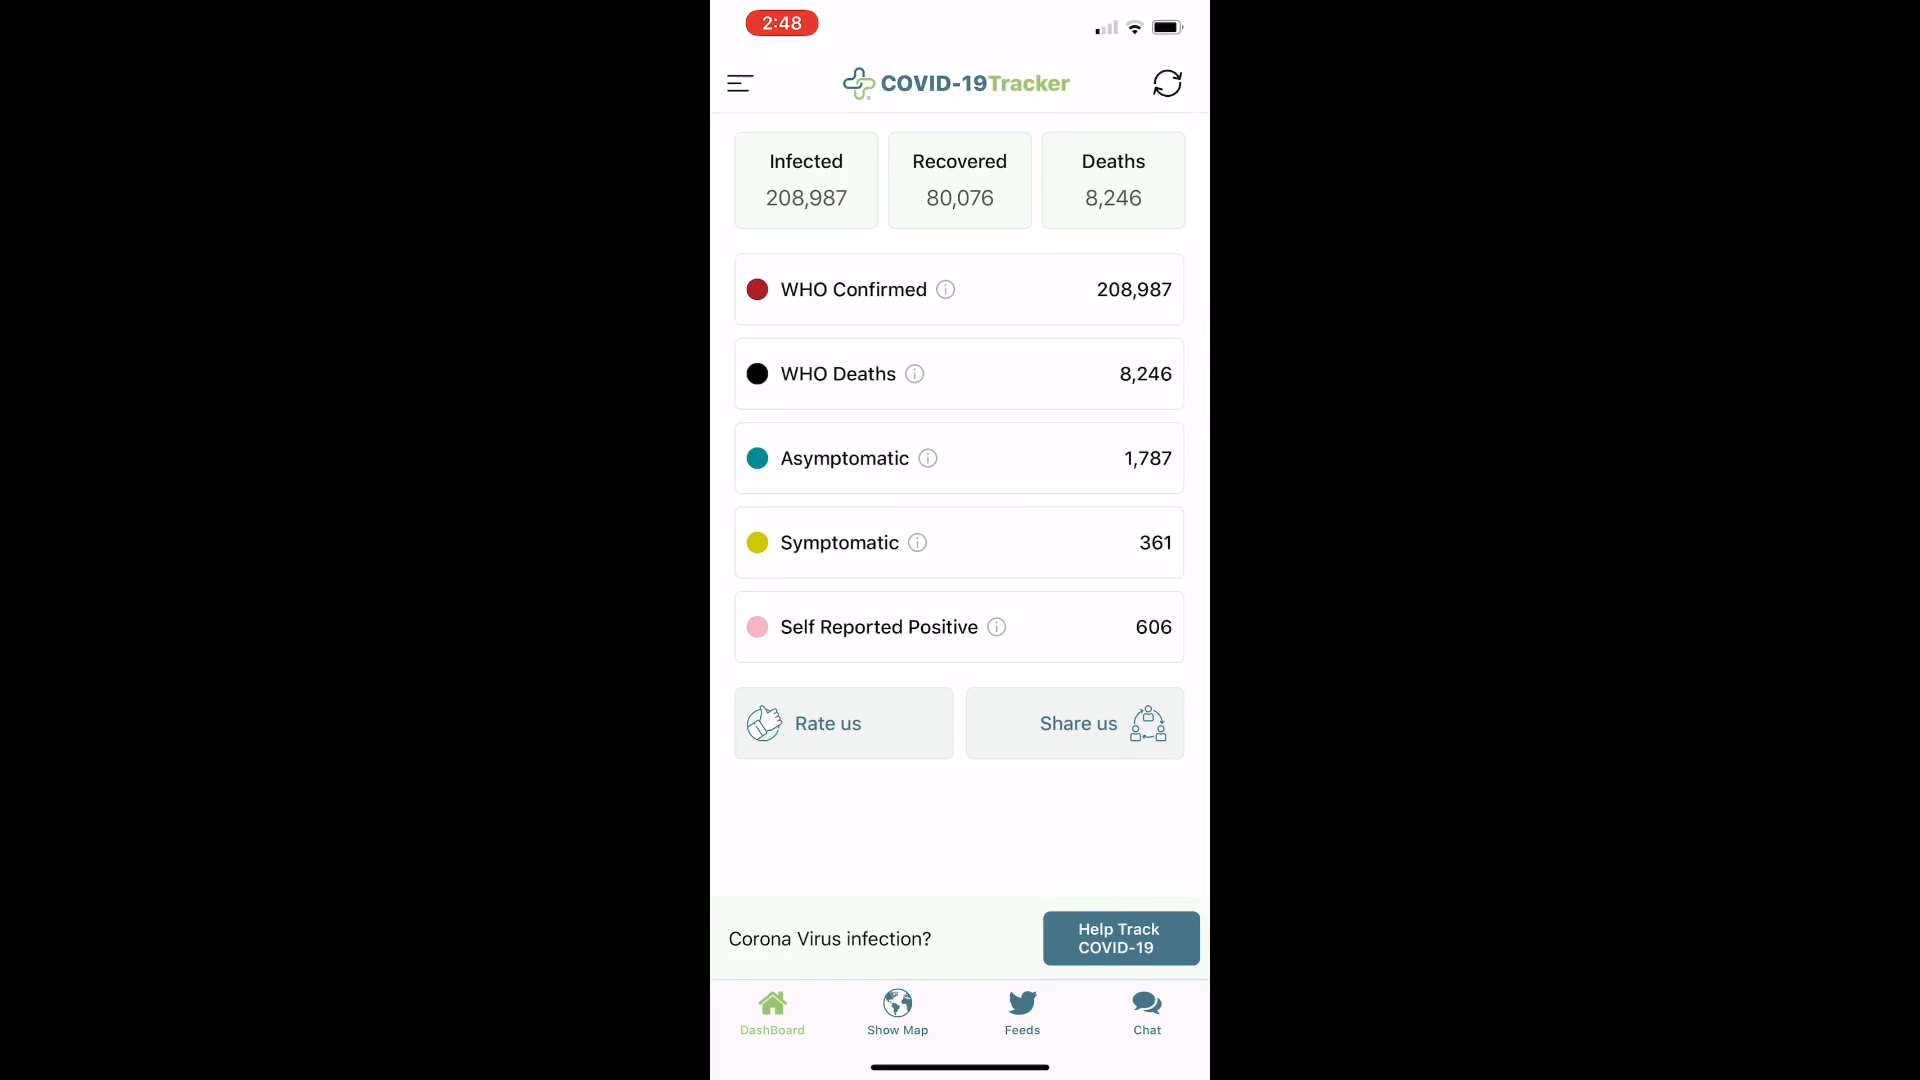 2:48
COVID-19Tracker
Infected
208,987
Recovered
80,076
Deaths
8,246
WHO Confirmed 208,987
WHO Deaths 8,246
Asymptomatic 1,787
Symptomatic 361
Self Reported Positive 606
Rate us
Share us
Corona Virus infection?
Help Track
COVID-19
DashBoard
Show Map
Feeds
Chat